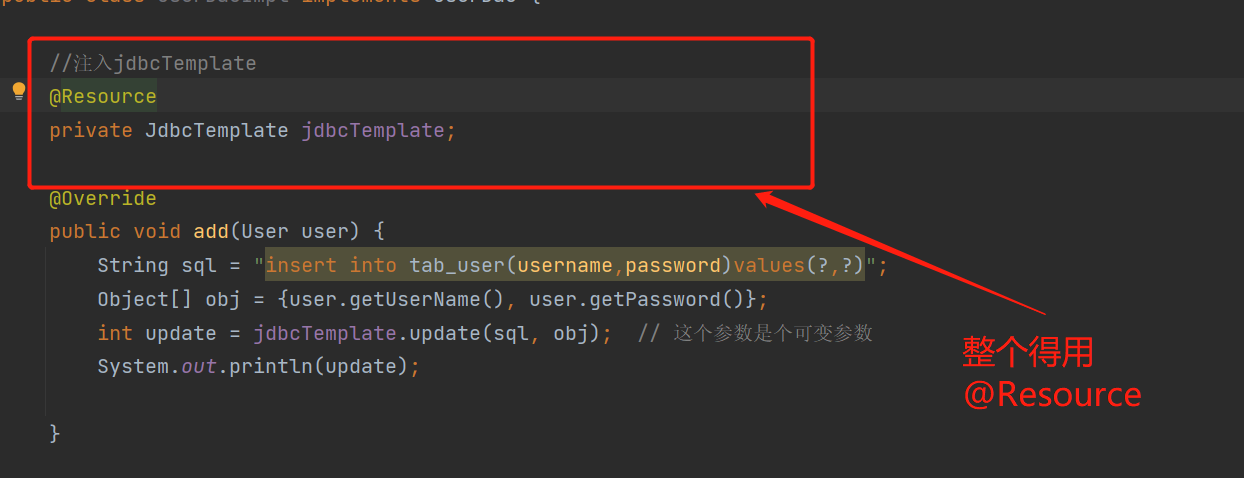 public class UserDaoImpl implements UserDao {
//注入jdbcTemplate
@Resource
private JdbcTemplate jdbcTemplate;
@Override
public void add(User user) {
String sql = "insert into tab_user(username,password)values(?,?)";
Object[] obj = {user.getUserName(), user.getPassword()};
int update = jdbcTemplate.update(sql, obj);  // 这个参数是个可变参数
System.out.println(update);
}
整个得用
@Resource